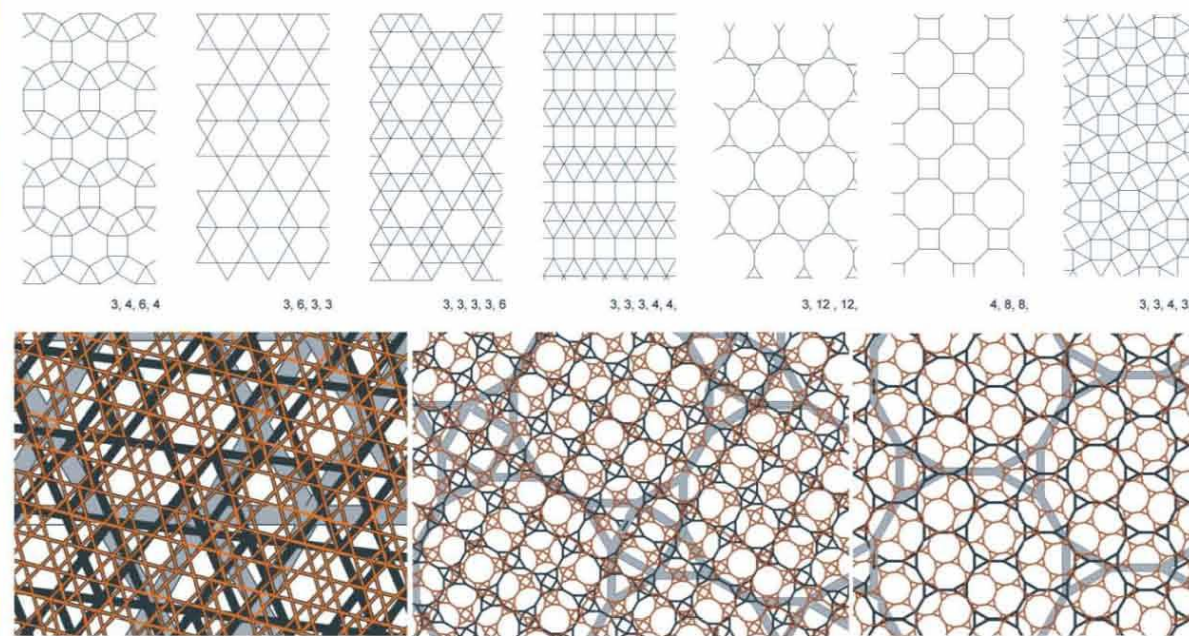 3, 4, 6, 4
3, 6, 3, 3
3, 3, 3, 3, 6
3, 3, 3, 4, 4,
3, 12 , 12,
4, 8, 8,
3, 3, 4, 3